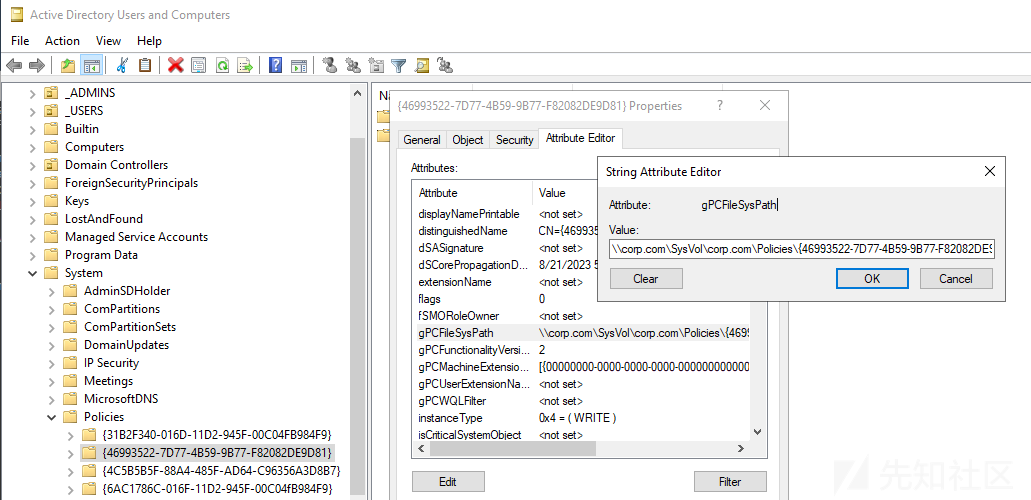 Active Directory Users and Computers
File Action View Help
_ADMINS
_USERS
Builtin
Computers
Domain Controllers
ForeignSecurityPrincipals
Keys
LostAndFound
Managed Service Accounts
Program Data
System
AdminSDHolder
ComPartitions
ComPartitionSets
DomainUpdates
IP Security
Meetings
MicrosoftDNS
Policies
{31B2F340-016D-11D2-945F-00C04FB984F9}
{46993522-7D77-4B59-9B77-F82082DE9D81}
{4C5B5B5F-88A4-485F-AD64-C96356A3D8B7}
{6AC1786C-016F-11D2-945F-00C04fB984F9}
{46993522-7D77-4B59-9B77-F82082DE9D81} Properties
General Object Security Attribute Editor
Attributes:
Attribute Value
displayNamePrintable <not set>
distinguishedName CN={46993
dSASignature <not set>
dSCorePropagationD... 8/21/2023 5
extensionName <not set>
flags 0
fSMORoleOwner <not set>
gPCFileSysPath \\corp.com\SysVol\corp.com\Policies\{4699
gPCFunctionalityVersi... 2
gPCMachineExtension... [{00000000-0000-0000-0000-000000000000
gPCUserExtensionNa... <not set>
gPCWQLFilter <not set>
instanceType 0x4 = ( WRITE )
isCriticalSystemObject <not set>
Edit Filter
String Attribute Editor
Attribute: gPCFileSysPath
Value:
\\corp.com\SysVol\corp.com\Policies\{46993522-7D77-4B59-9B77-F82082DE9
Clear OK Cancel
先知社区